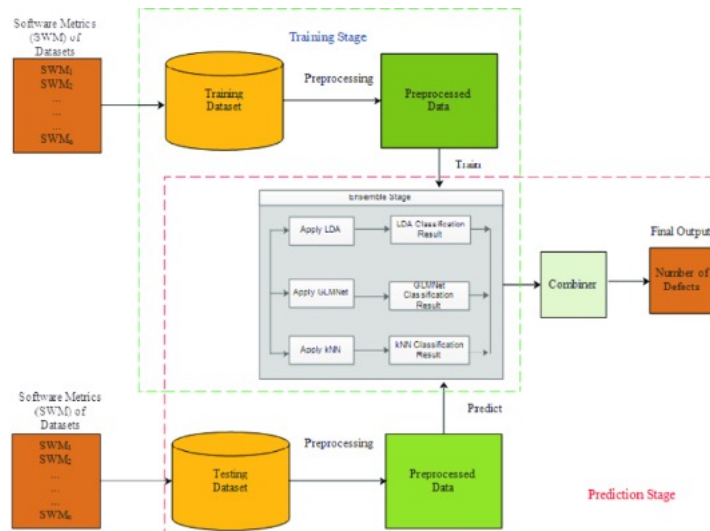 Software Metrics
(SWM) of
Datasets
SWM₁
SWM₂
...
...
SWMₙ
Training Stage
Training
Dataset
Preprocessing
Preprocessed
Data
Train
Ensemble Stage
Apply LDA
LDA Classification
Result
Apply GLMNet
GLMNet
Classification
Result
Apply kNN
kNN Classification
Result
Combiner
Final Output
Number of
Defects
Predict
Software Metrics
(SWM) of
Datasets
SWM₁
SWM₂
...
...
...
SWMₙ
Testing
Dataset
Preprocessing
Preprocessed
Data
Prediction Stage